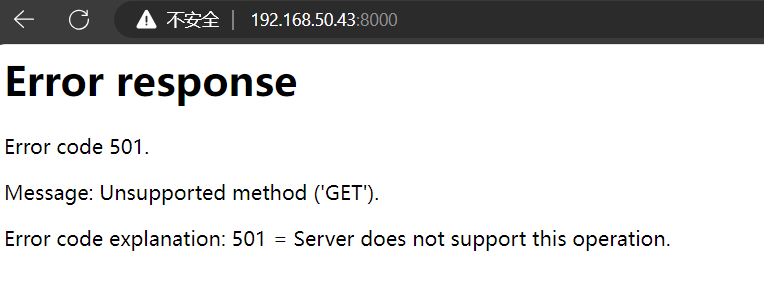 不安全 | 192.168.50.43:8000
Error response
Error code 501.
Message: Unsupported method ('GET').
Error code explanation: 501 = Server does not support this operation.